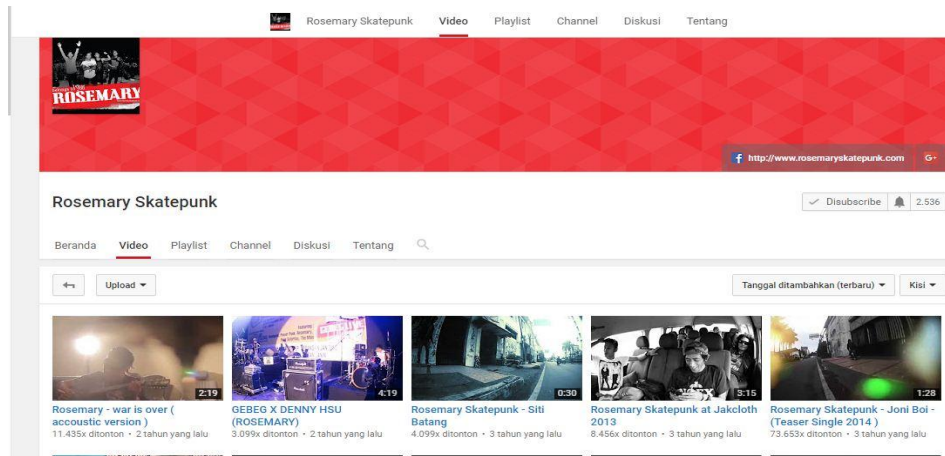 Rosemary Skatepunk Video Playlist Channel Diskusi Tentang
ROSEMARY
http://www.rosemaryskatepunk.com G+
Rosemary Skatepunk
Disubscribe 2.536
Beranda Video Playlist Channel Diskusi Tentang
Upload
Tanggal ditambahkan (terbaru) Kisi
2:19
Rosemary - war is over (
accoustic version )
11.435x ditonton • 2 tahun yang lalu
4:19
GEBEG X DENNY HSU
(ROSEMARY)
3.099x ditonton • 2 tahun yang lalu
0:30
Rosemary Skatepunk - Siti
Batang
4.099x ditonton • 3 tahun yang lalu
3:15
Rosemary Skatepunk at Jakcloth
2013
8.456x ditonton • 3 tahun yang lalu
1:28
Rosemary Skatepunk - Joni Boi -
(Teaser Single 2014 )
73.653x ditonton • 3 tahun yang lalu